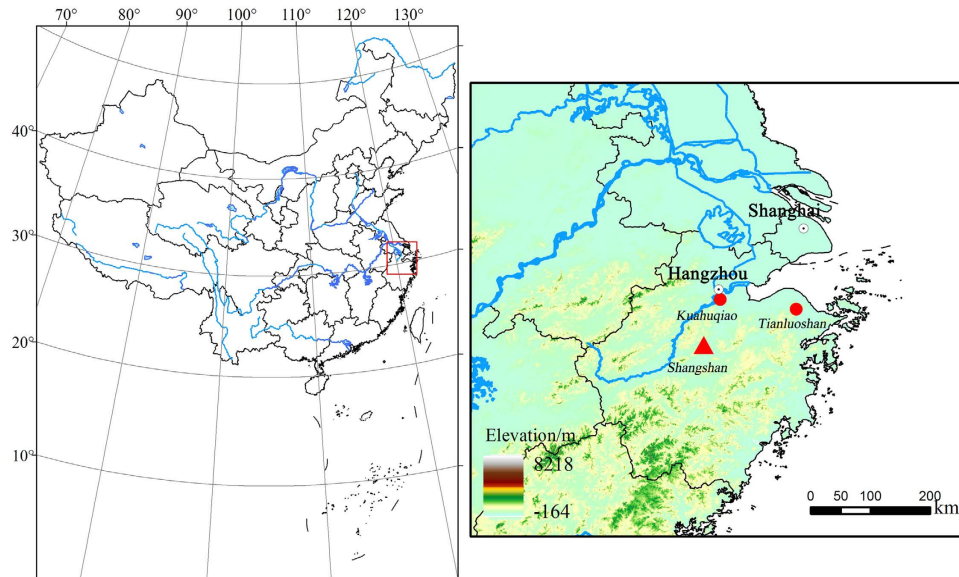 70° 80° 90° 100° 110° 120° 130°
40°
30°
20°
10°
Shanghai
Hangzhou
Kuahuqiao
Tianluoshan
Shangshan
Elevation/m
8218
-164
0 50 100 200
km